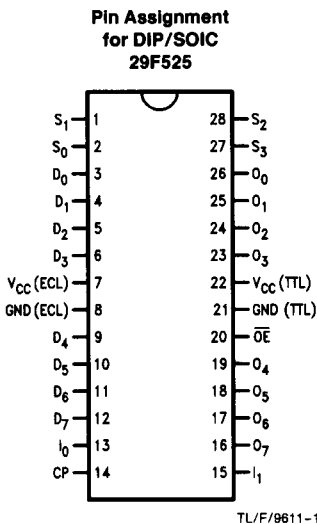 Pin Assignment
for DIP/SOIC
29F525
S₁ 1 28 S₂
S₀ 2 27 S₃
D₀ 3 26 O₀
D₁ 4 25 O₁
D₂ 5 24 O₂
D₃ 6 23 O₃
V_CC (ECL) 7 22 V_CC (TTL)
GND (ECL) 8 21 GND (TTL)
D₄ 9 20 O̅E̅
D₅ 10 19 O₄
D₆ 11 18 O₅
D₇ 12 17 O₆
I₀ 13 16 O₇
CP 14 15 I₁
TL/F/9611-1